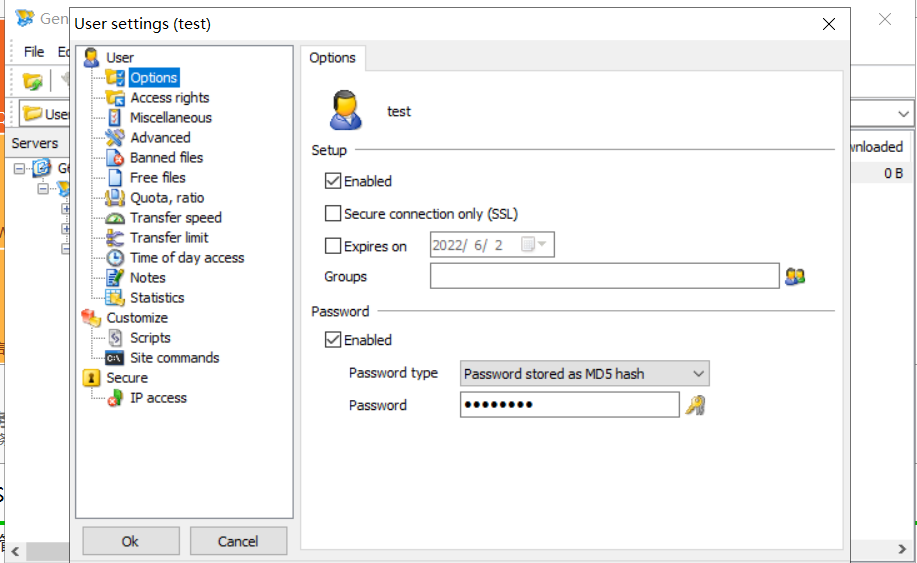 Gen
User settings (test)
File
User
Options
Access rights
Miscellaneous
Advanced
Banned files
Free files
Quota, ratio
Transfer speed
Transfer limit
Time of day access
Notes
Statistics
Customize
Scripts
Site commands
Secure
IP access
Ok
Cancel
Options
test
Setup
Enabled
Secure connection only (SSL)
Expires on
2022/ 6/ 2
Groups
Password
Enabled
Password type
Password stored as MD5 hash
Password
Servers
nloaded
0 B